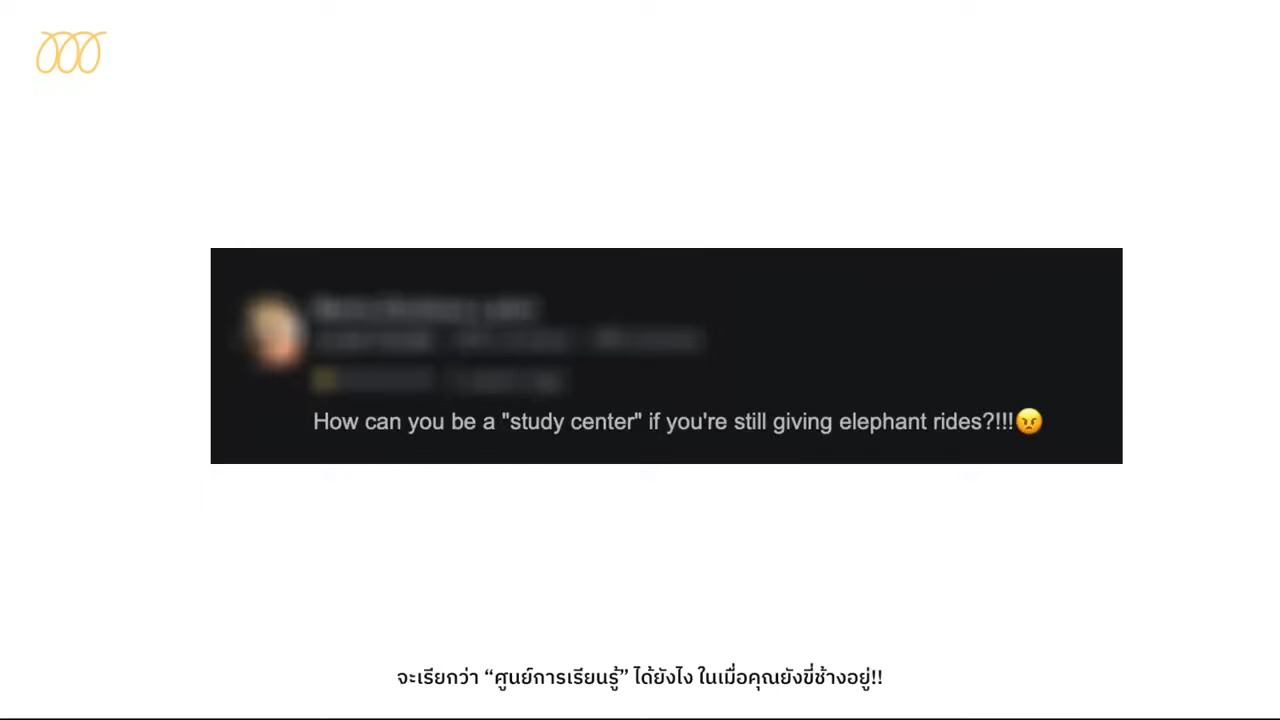 How can you be a "study center" if you're still giving elephant rides?!!!😠
จะเรียกว่า “ศูนย์การเรียนรู้” ได้ยังไง ในเมื่อคุณยังขี่ช้างอยู่!!